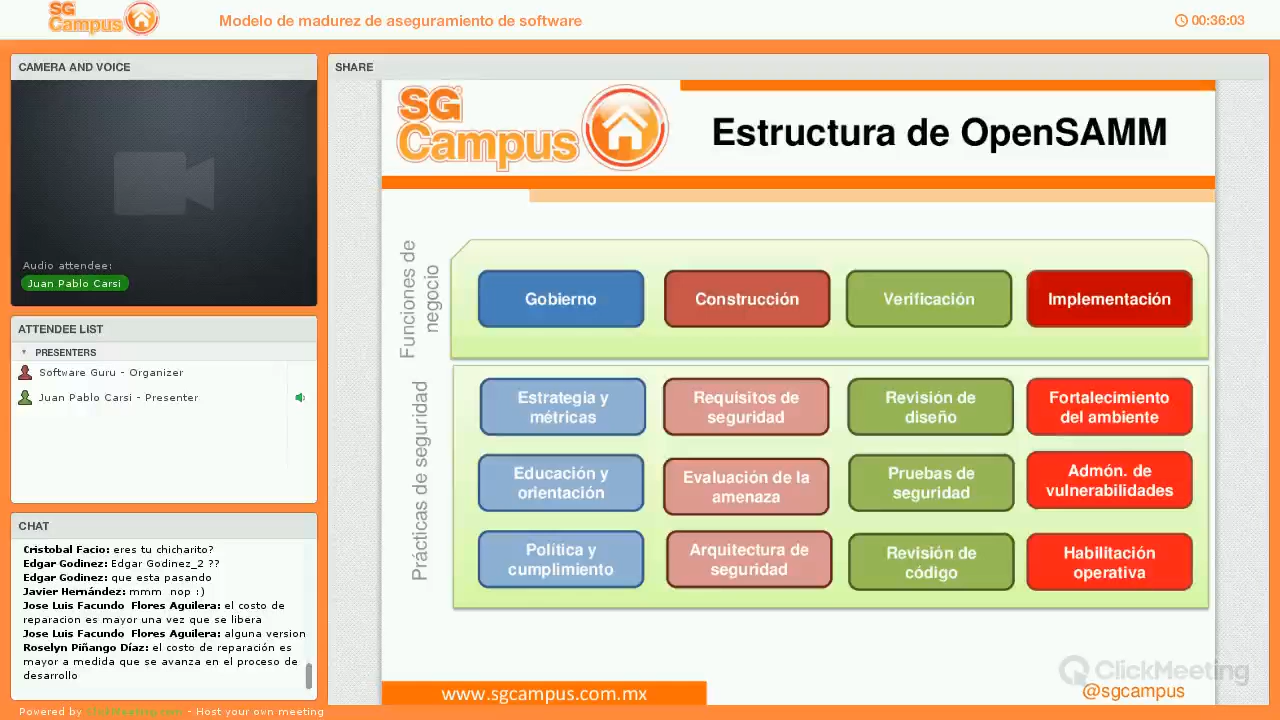 SG
Campus
Modelo de madurez de aseguramiento de software
00:36:03
CAMERA AND VOICE
Audio attendee:
Juan Pablo Carsi
ATTENDEE LIST
PRESENTERS
Software Guru - Organizer
Juan Pablo Carsi - Presenter
CHAT
Cristobal Facio: eres tu chicharito?
Edgar Godinez: Edgar Godinez_2 ??
Edgar Godinez: que esta pasando
Javier Hernández: mmm nop :)
Jose Luis Facundo Flores Aguilera: el costo de
reparacion es mayor una vez que se libera
Jose Luis Facundo Flores Aguilera: alguna version
Roselyn Piñango Díaz: el costo de reparación es
mayor a medida que se avanza en el proceso de
desarrollo
Powered by ClickMeeting.com - Host your own meeting
SHARE
SG
Campus
Estructura de OpenSAMM
Funciones de
negocio
Gobierno
Construcción
Verificación
Implementación
Prácticas de seguridad
Estrategia y
métricas
Requisitos de
seguridad
Revisión de
diseño
Fortalecimiento
del ambiente
Educación y
orientación
Evaluación de la
amenaza
Pruebas de
seguridad
Admón. de
vulnerabilidades
Política y
cumplimiento
Arquitectura de
seguridad
Revisión de
código
Habilitación
operativa
www.sgcampus.com.mx
ClickMeeting
@sgcampus